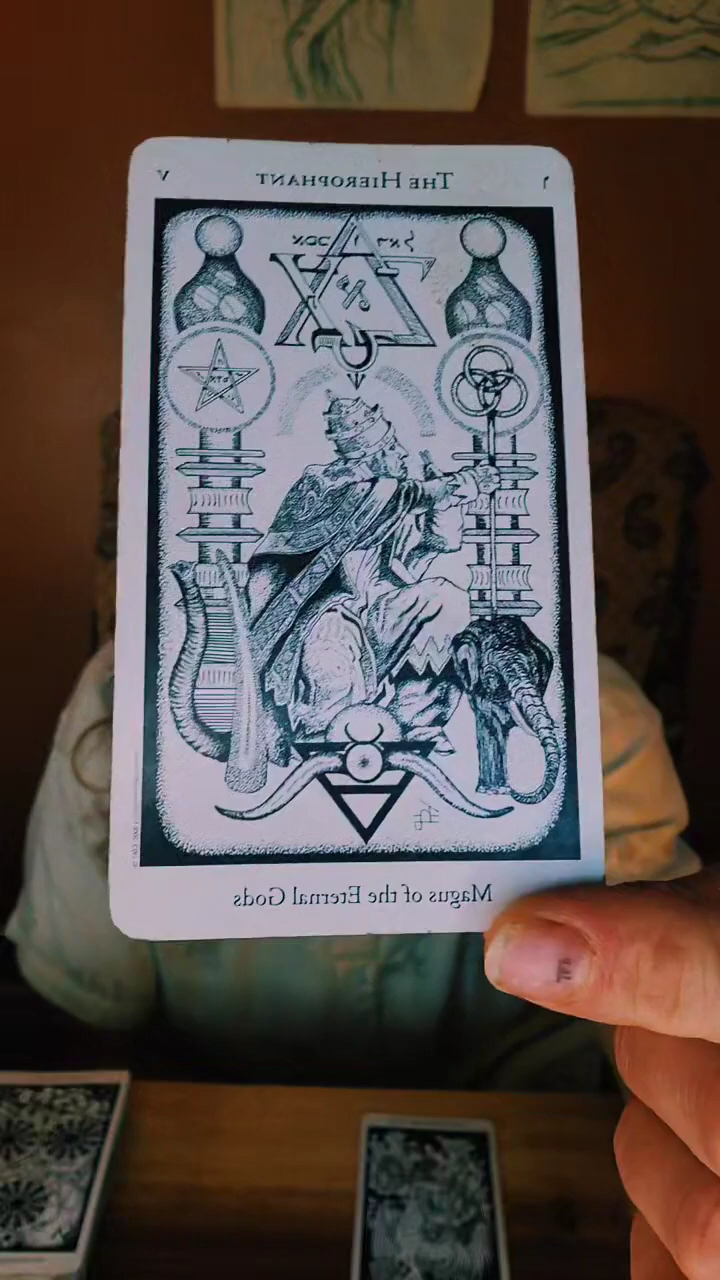 ו THE HIEROPHANT V
Magus of the Eternal Gods